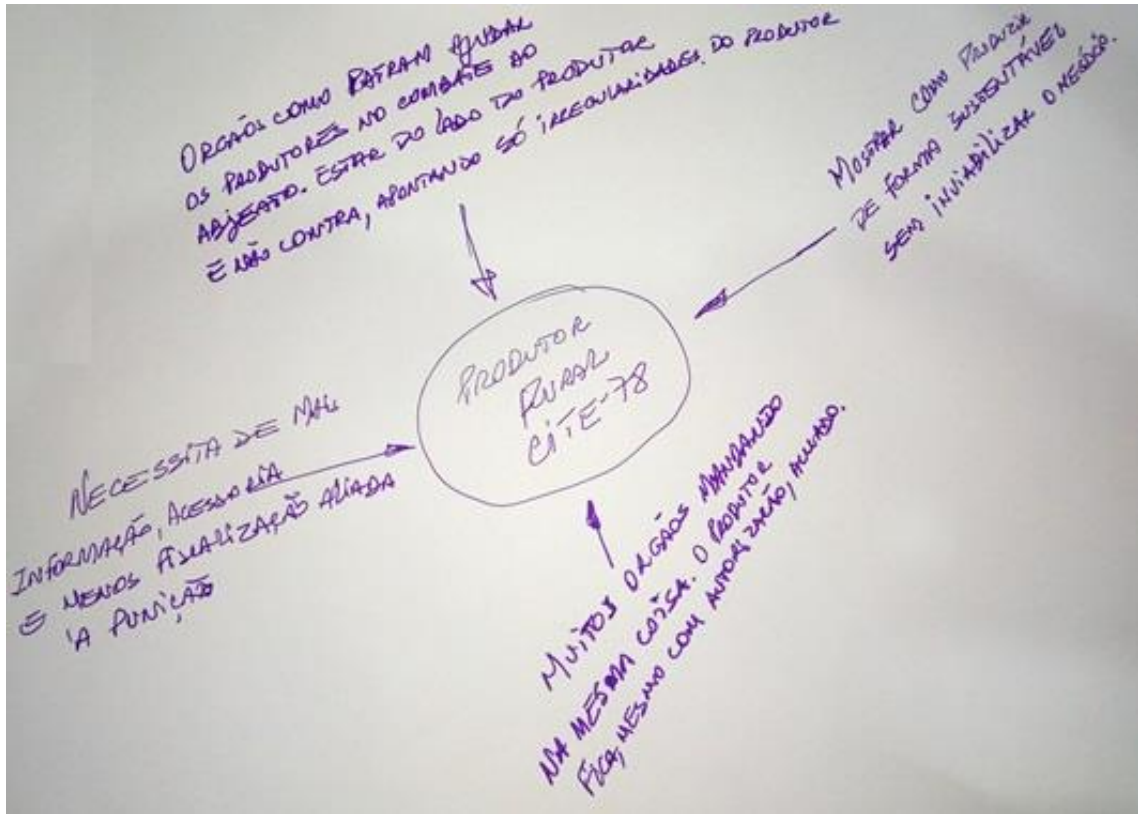 ORGÃOS COMO PATRAM AJUDAR
OS PRODUTORES NO COMBATE AO
ABJEATO. ESTAR DO LADO DO PRODUTOR
E NÃO CONTRA, APONTANDO SÓ IRREGULARIDADES. DO PRODUTOR
MOSTRAR COMO PRODUZIR
DE FORMA SUSTENTÁVEL
SEM INVIABILIZAR O NEGÓCIO.
PRODUTOR
RURAL
CITE-78
NECESSITA DE MAIS
INFORMAÇÃO, ACESSORIA
E MENOS FISCALIZAÇÃO ALIADA
À PUNIÇÃO
MUITOS ORGÃOS MANDANDO
NA MESMA COISA. O PRODUTOR
FICA, MESMO COM AUTORIZAÇÃO, ACUADO.